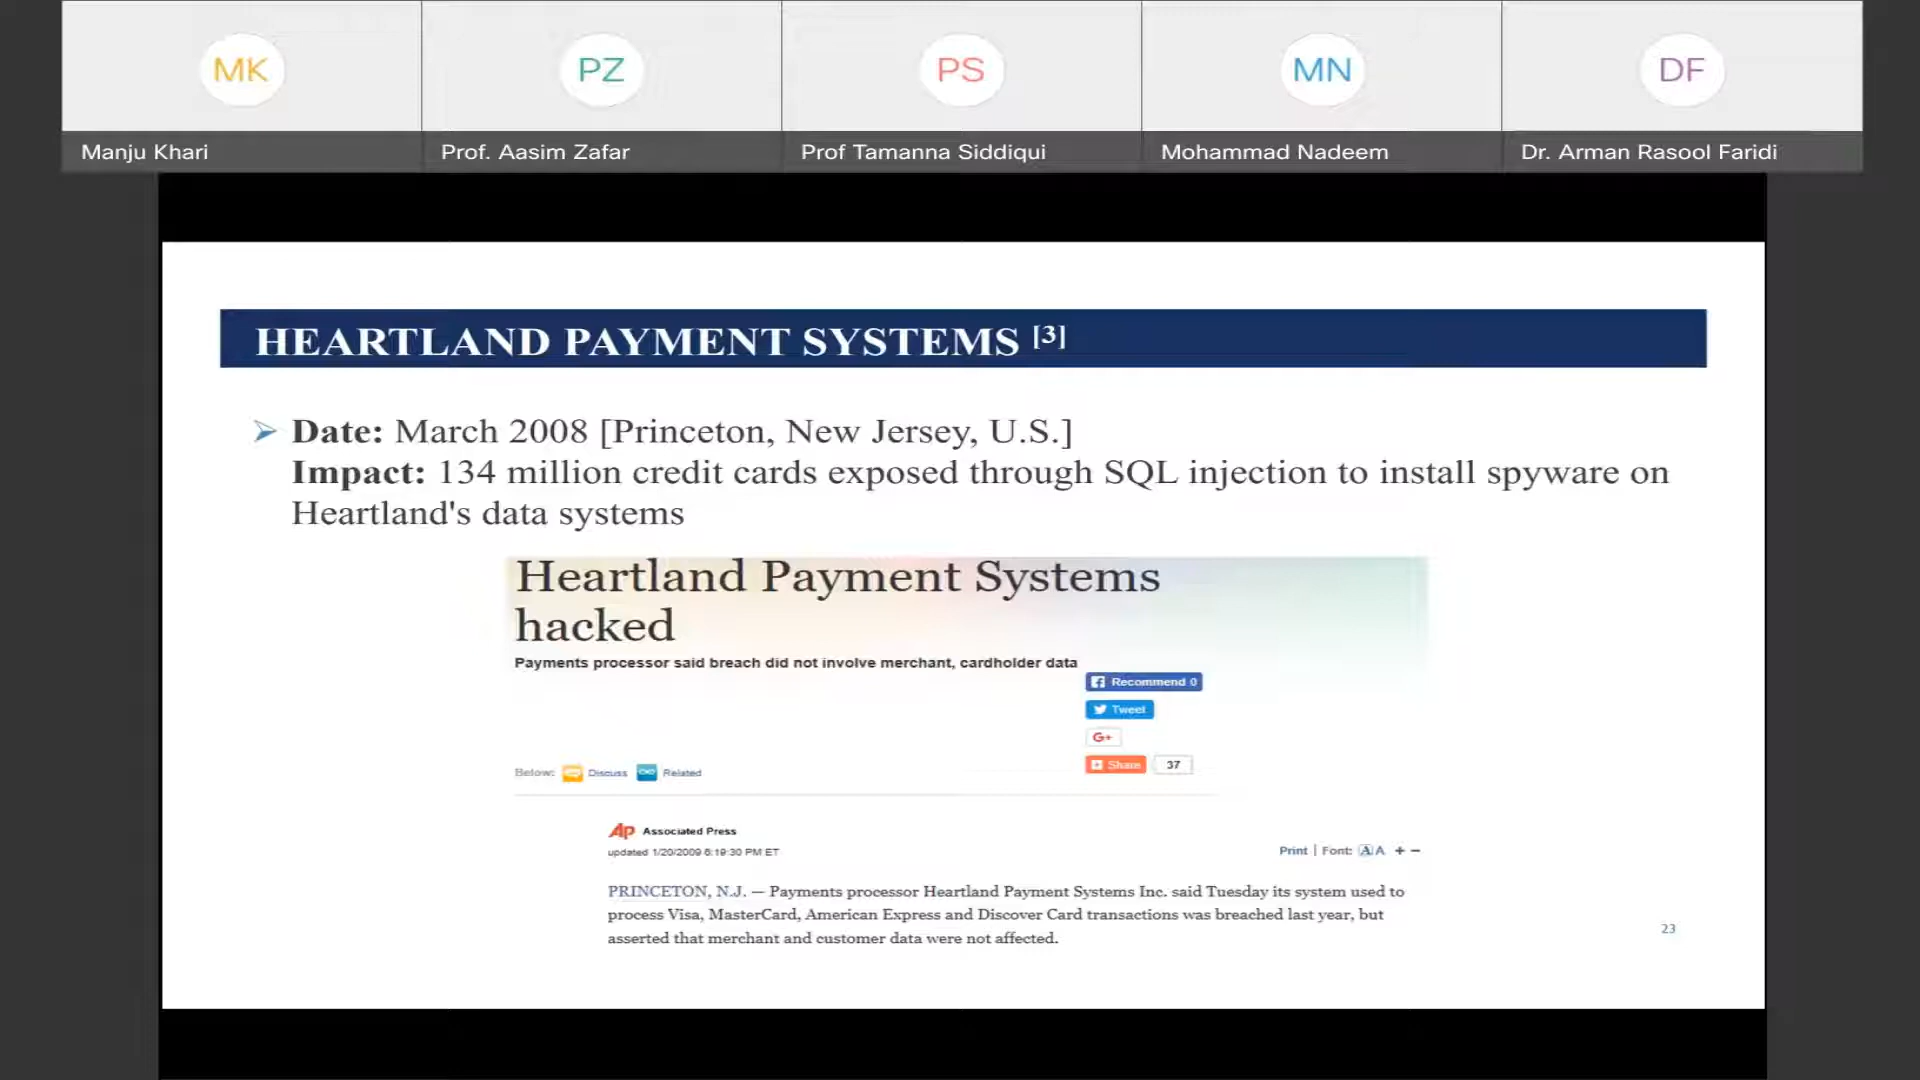 MK
PZ
PS
MN
DF
Manju Khari
Prof. Aasim Zafar
Prof Tamanna Siddiqui
Mohammad Nadeem
Dr. Arman Rasool Faridi
HEARTLAND PAYMENT SYSTEMS [3]
➢ Date: March 2008 [Princeton, New Jersey, U.S.]
Impact: 134 million credit cards exposed through SQL injection to install spyware on
Heartland's data systems
Heartland Payment Systems
hacked
Payments processor said breach did not involve merchant, cardholder data
Recommend 0
Tweet
G+
Share 37
Below: Discuss Related
AP Associated Press
updated 1/20/2009 6:19:30 PM ET
Print | Font: A A + −
PRINCETON, N.J. — Payments processor Heartland Payment Systems Inc. said Tuesday its system used to
process Visa, MasterCard, American Express and Discover Card transactions was breached last year, but
asserted that merchant and customer data were not affected.
23